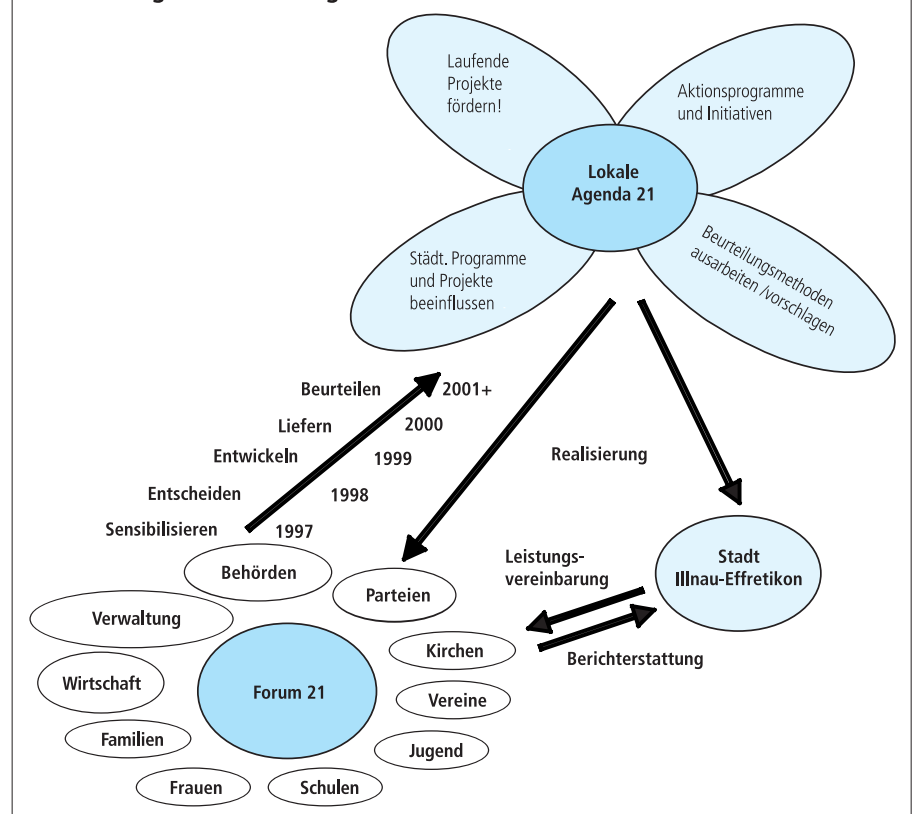 Laufende
Projekte
fördern!
Aktionsprogramme
und Initiativen
Lokale
Agenda 21
Städt. Programme
und Projekte
beeinflussen
Beurteilungsmethoden
ausarbeiten /vorschlagen
Beurteilen 2001+
Liefern 2000
Entwickeln 1999
Entscheiden 1998
Sensibilisieren 1997
Realisierung
Leistungs-
vereinbarung
Stadt
Illnau-Effretikon
Berichterstattung
Behörden
Parteien
Verwaltung
Kirchen
Wirtschaft
Forum 21
Vereine
Familien
Jugend
Frauen
Schulen